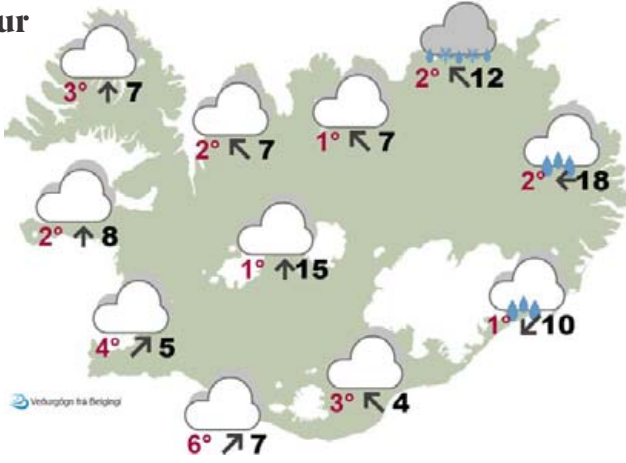 ur
2° ↖ 12
3° ↑ 7
2° ↖ 7
1° ↖ 7
2° ← 18
2° ↑ 8
1° ↑ 15
1° ↙ 10
4° ↗ 5
3° ↖ 4
Veðurgögn frá Belgingi
6° ↗ 7